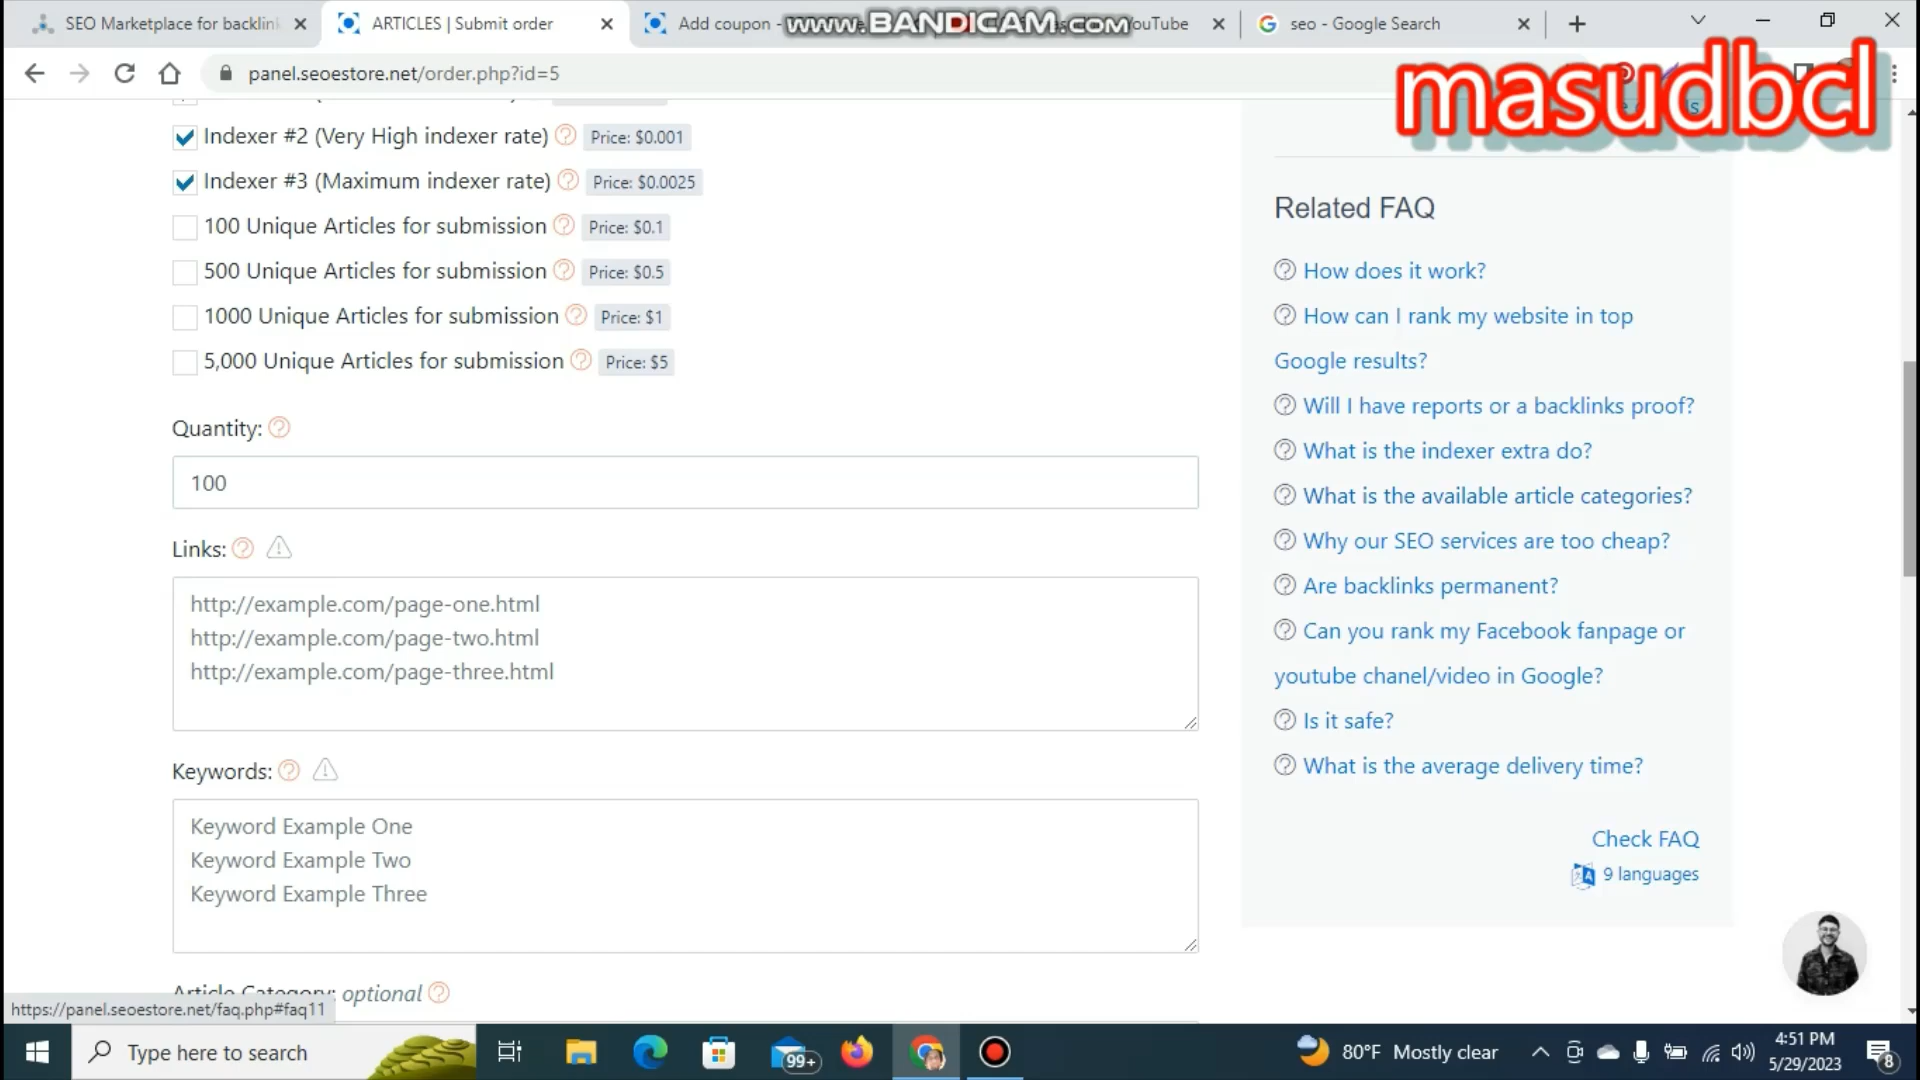 SEO Marketplace for backlin
ARTICLES | Submit order
Add coupon -
YouTube
seo - Google Search
www.BANDICAM.com
panel.seoestore.net/order.php?id=5
masudbcl
Indexer #2 (Very High indexer rate) Price: $0.001
Indexer #3 (Maximum indexer rate) Price: $0.0025
100 Unique Articles for submission Price: $0.1
500 Unique Articles for submission Price: $0.5
1000 Unique Articles for submission Price: $1
5,000 Unique Articles for submission Price: $5
Quantity:
100
Links:
http://example.com/page-one.html
http://example.com/page-two.html
http://example.com/page-three.html
Keywords:
Keyword Example One
Keyword Example Two
Keyword Example Three
Article Category: optional
Related FAQ
How does it work?
How can I rank my website in top
Google results?
Will I have reports or a backlinks proof?
What is the indexer extra do?
What is the available article categories?
Why our SEO services are too cheap?
Are backlinks permanent?
Can you rank my Facebook fanpage or
youtube chanel/video in Google?
Is it safe?
What is the average delivery time?
Check FAQ
9 languages
https://panel.seoestore.net/faq.php#faq11
Type here to search
99+
80°F Mostly clear
4:51 PM
5/29/2023
8